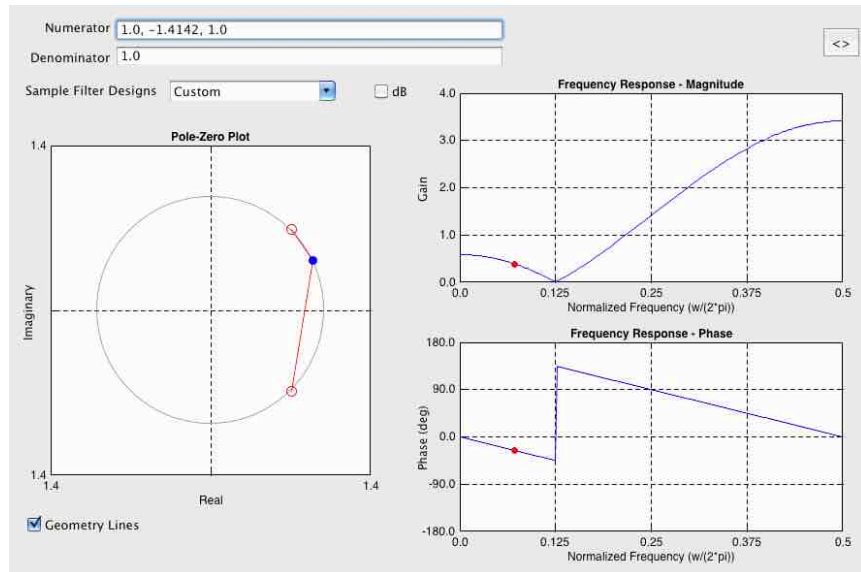 Numerator 1.0, -1.4142, 1.0
Denominator 1.0
<>
Sample Filter Designs Custom
dB
Pole-Zero Plot
1.4
Imaginary
1.4
1.4
1.4
Real
Geometry Lines
Frequency Response - Magnitude
4.0
3.0
2.0
1.0
0.0
Gain
0.0 0.125 0.25 0.375 0.5
Normalized Frequency (w/(2*pi))
Frequency Response - Phase
180.0
90.0
0.0
-90.0
-180.0
Phase (deg)
0.0 0.125 0.25 0.375 0.5
Normalized Frequency (w/(2*pi))